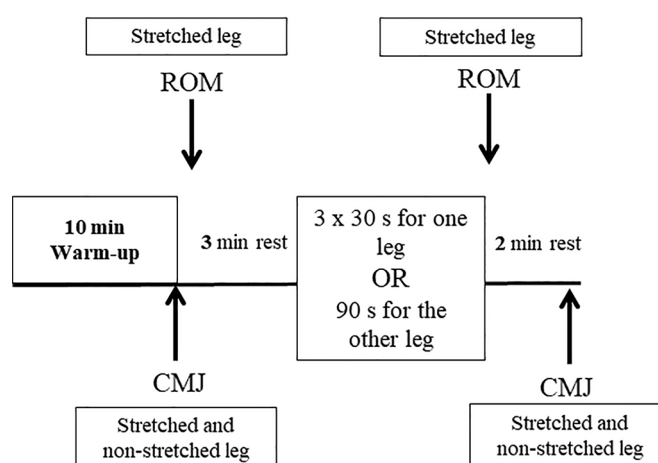 Stretched leg
Stretched leg
ROM
ROM
10 min
Warm-up
3 min rest
3 x 30 s for one
leg
OR
90 s for the
other leg
2 min rest
CMJ
CMJ
Stretched and
non-stretched leg
Stretched and
non-stretched leg